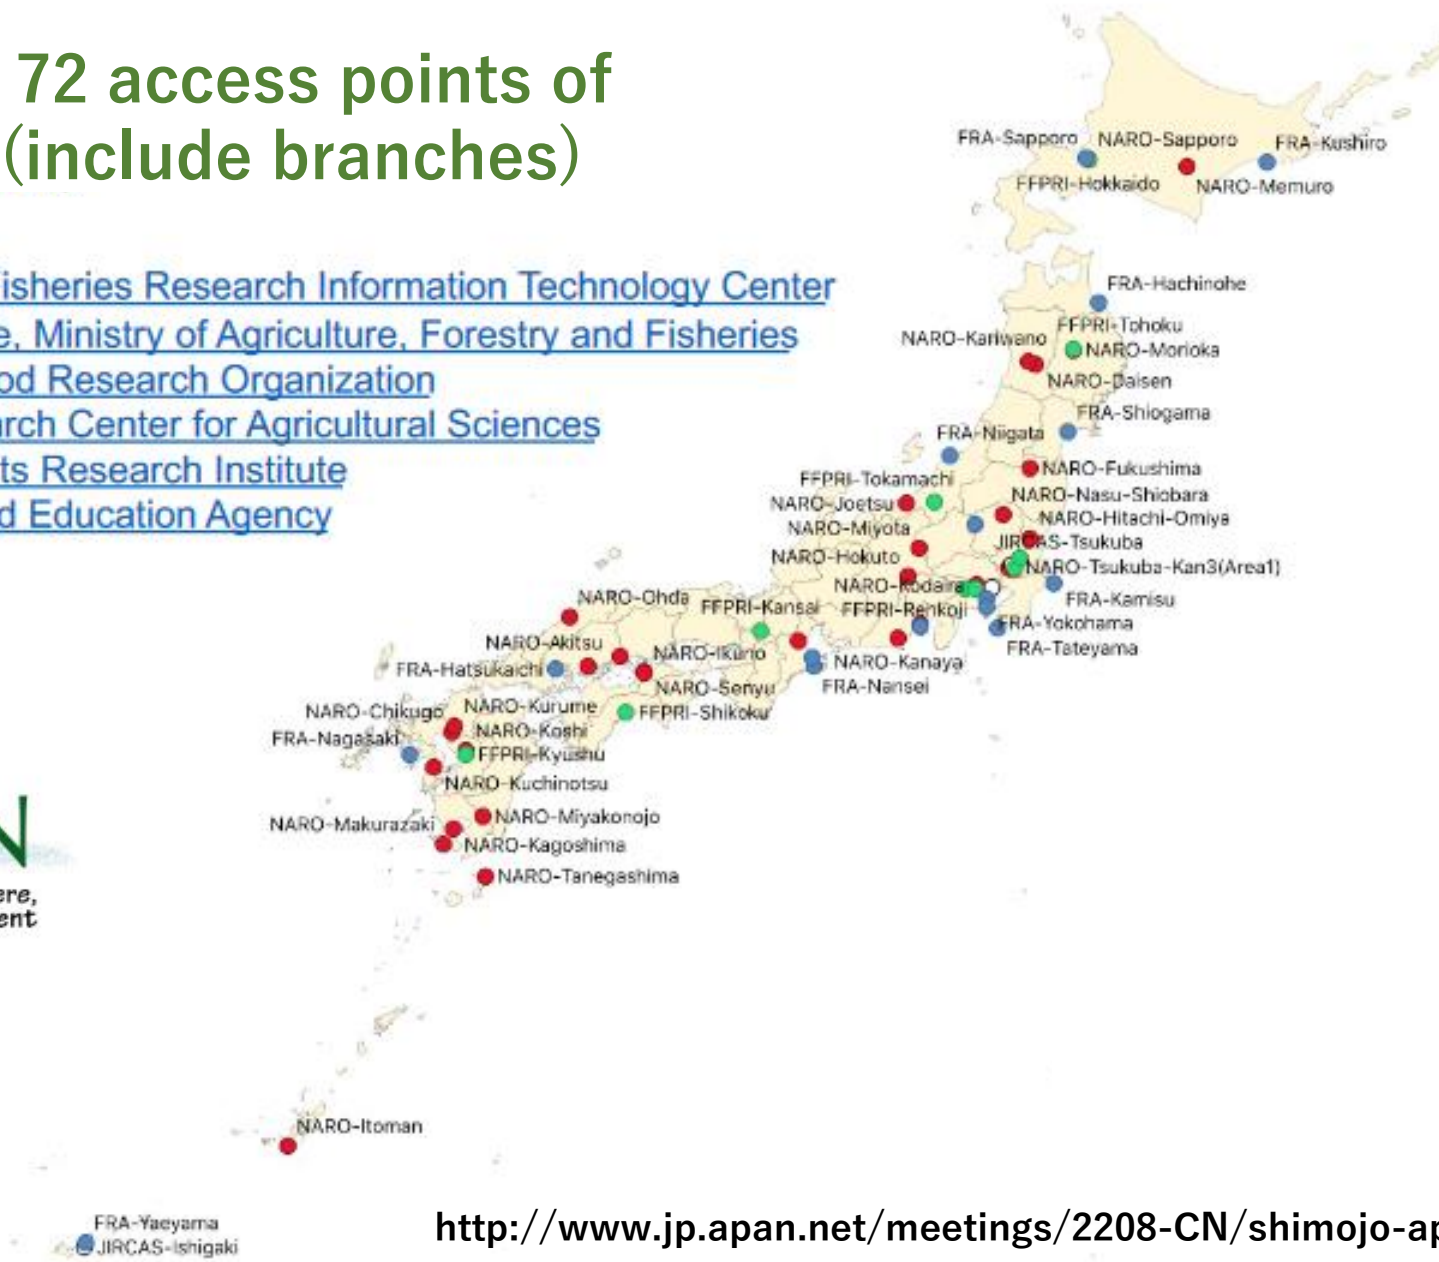 72 access points of
(include branches)
isheries Research Information Technology Center
e, Ministry of Agriculture, Forestry and Fisheries
od Research Organization
arch Center for Agricultural Sciences
ts Research Institute
d Education Agency
FRA-Sapporo
NARO-Sapporo
FRA-Kushiro
FFPRI-Hokkaido
NARO-Memuro
FRA-Hachinohe
FFPRI-Tohoku
NARO-Kariwano
NARO-Morioka
NARO-Daisen
FRA-Shiogama
FRA-Niigata
NARO-Fukushima
FFPRI-Tokamachi
NARO-Nasu-Shiobara
NARO-Joetsu
NARO-Hitachi-Omiya
NARO-Miyota
JIRCAS-Tsukuba
NARO-Hokuto
NARO-Tsukuba-Kan3(Area1)
NARO-Kodaira
NARO-Ohda
FFPRI-Kansai
FFPRI-Renkoji
FRA-Kamisu
FRA-Yokohama
FRA-Tateyama
NARO-Akitsu
NARO-Ikuno
NARO-Kanaya
FRA-Hatsukaichi
NARO-Senyu
FRA-Nansei
NARO-Chikugo
NARO-Kurume
FFPRI-Shikoku
NARO-Koshi
FRA-Nagasaki
FFPRI-Kyushu
NARO-Kuchinotsu
NARO-Miyakonojo
NARO-Makurazaki
NARO-Kagoshima
NARO-Tanegashima
N
ere,
ent
NARO-Itoman
FRA-Yaeyama
JIRCAS-Ishigaki
http://www.jp.apan.net/meetings/2208-CN/shimojo-ap